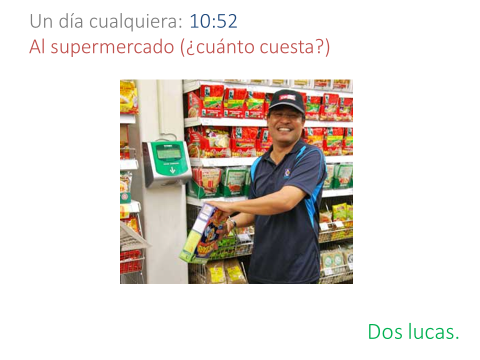 Un día cualquiera: 10:52
Al supermercado (¿cuánto cuesta?)
Dos lucas.